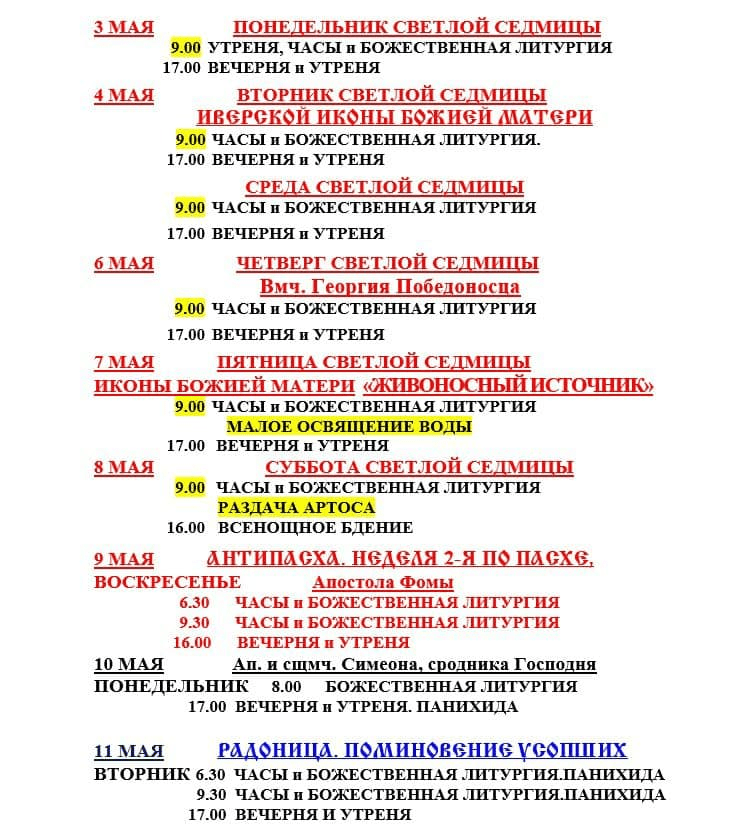 3 МАЯ ПОНЕДЕЛЬНИК СВЕТЛОЙ СЕДМИЦЫ
9.00 УТРЕНЯ, ЧАСЫ и БОЖЕСТВЕННАЯ ЛИТУРГИЯ
17.00 ВЕЧЕРНЯ и УТРЕНЯ
4 МАЯ ВТОРНИК СВЕТЛОЙ СЕДМИЦЫ
ИВЕРСКОЙ ИКОНЫ БОЖИЕЙ МАТЕРИ
9.00 ЧАСЫ и БОЖЕСТВЕННАЯ ЛИТУРГИЯ.
17.00 ВЕЧЕРНЯ и УТРЕНЯ
СРЕДА СВЕТЛОЙ СЕДМИЦЫ
9.00 ЧАСЫ и БОЖЕСТВЕННАЯ ЛИТУРГИЯ
17.00 ВЕЧЕРНЯ и УТРЕНЯ
6 МАЯ ЧЕТВЕРГ СВЕТЛОЙ СЕДМИЦЫ
Вмч. Георгия Победоносца
9.00 ЧАСЫ и БОЖЕСТВЕННАЯ ЛИТУРГИЯ
17.00 ВЕЧЕРНЯ и УТРЕНЯ
7 МАЯ ПЯТНИЦА СВЕТЛОЙ СЕДМИЦЫ
ИКОНЫ БОЖИЕЙ МАТЕРИ «ЖИВОНОСНЫЙ ИСТОЧНИК»
9.00 ЧАСЫ и БОЖЕСТВЕННАЯ ЛИТУРГИЯ
МАЛОЕ ОСВЯЩЕНИЕ ВОДЫ
17.00 ВЕЧЕРНЯ и УТРЕНЯ
8 МАЯ СУББОТА СВЕТЛОЙ СЕДМИЦЫ
9.00 ЧАСЫ и БОЖЕСТВЕННАЯ ЛИТУРГИЯ
РАЗДАЧА АРТОСА
16.00 ВСЕНОЩНОЕ БДЕНИЕ
9 МАЯ АНТИПАСХА. НЕДЕЛЯ 2-Я ПО ПАСХЕ,
ВОСКРЕСЕНЬЕ Апостола Фомы
6.30 ЧАСЫ и БОЖЕСТВЕННАЯ ЛИТУРГИЯ
9.30 ЧАСЫ и БОЖЕСТВЕННАЯ ЛИТУРГИЯ
16.00 ВЕЧЕРНЯ и УТРЕНЯ
10 МАЯ Ап. и сщмч. Симеона, сродника Господня
ПОНЕДЕЛЬНИК 8.00 БОЖЕСТВЕННАЯ ЛИТУРГИЯ
17.00 ВЕЧЕРНЯ и УТРЕНЯ. ПАНИХИДА
11 МАЯ РАДОНИЦА. ПОМИНОВЕНИЕ УСОПШИХ
ВТОРНИК 6.30 ЧАСЫ и БОЖЕСТВЕННАЯ ЛИТУРГИЯ.ПАНИХИДА
9.30 ЧАСЫ и БОЖЕСТВЕННАЯ ЛИТУРГИЯ.ПАНИХИДА
17.00 ВЕЧЕРНЯ И УТРЕНЯ